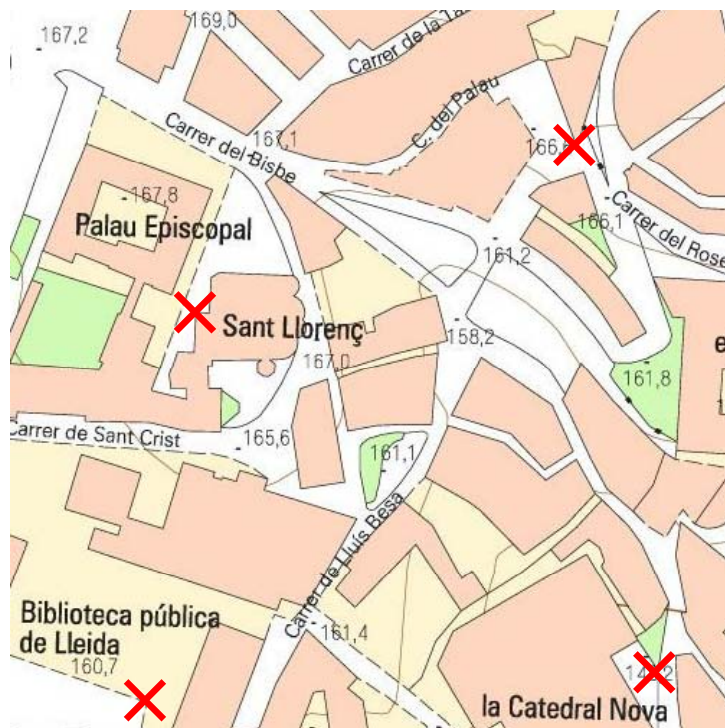 169,0
167,2
Carrer de la
C. del Palau
Carrer del Bisbe
167,1
167,8
Palau Episcopal
166,1
Carrer del Rose
161,2
Sant Llorenç
158,2
167,0
161,8
e
Carrer de Sant Crist
165,6
161,1
Carrer de Lluís Besa
Biblioteca pública
de Lleida
161,4
160,7
la Catedral Nova